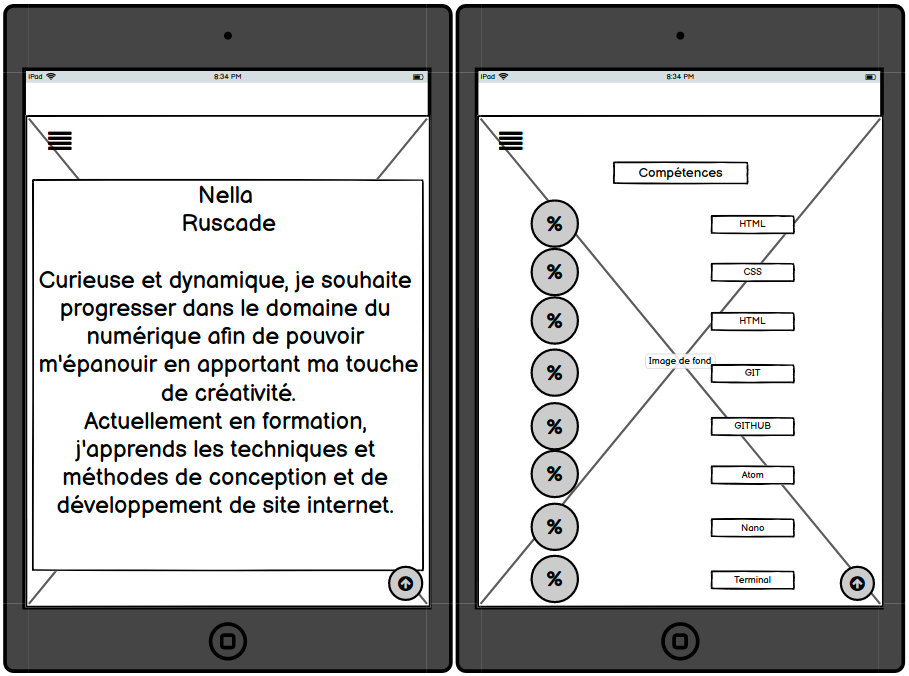 iPad
8:34 PM
Nella
Ruscade
Curieuse et dynamique, je souhaite
progresser dans le domaine du
numérique afin de pouvoir
m'épanouir en apportant ma touche
de créativité.
Actuellement en formation,
j'apprends les techniques et
méthodes de conception et de
développement de site internet.
iPad
8:34 PM
Compétences
%
HTML
%
CSS
%
HTML
Image de fond
%
GIT
%
GITHUB
%
Atom
%
Nano
%
Terminal